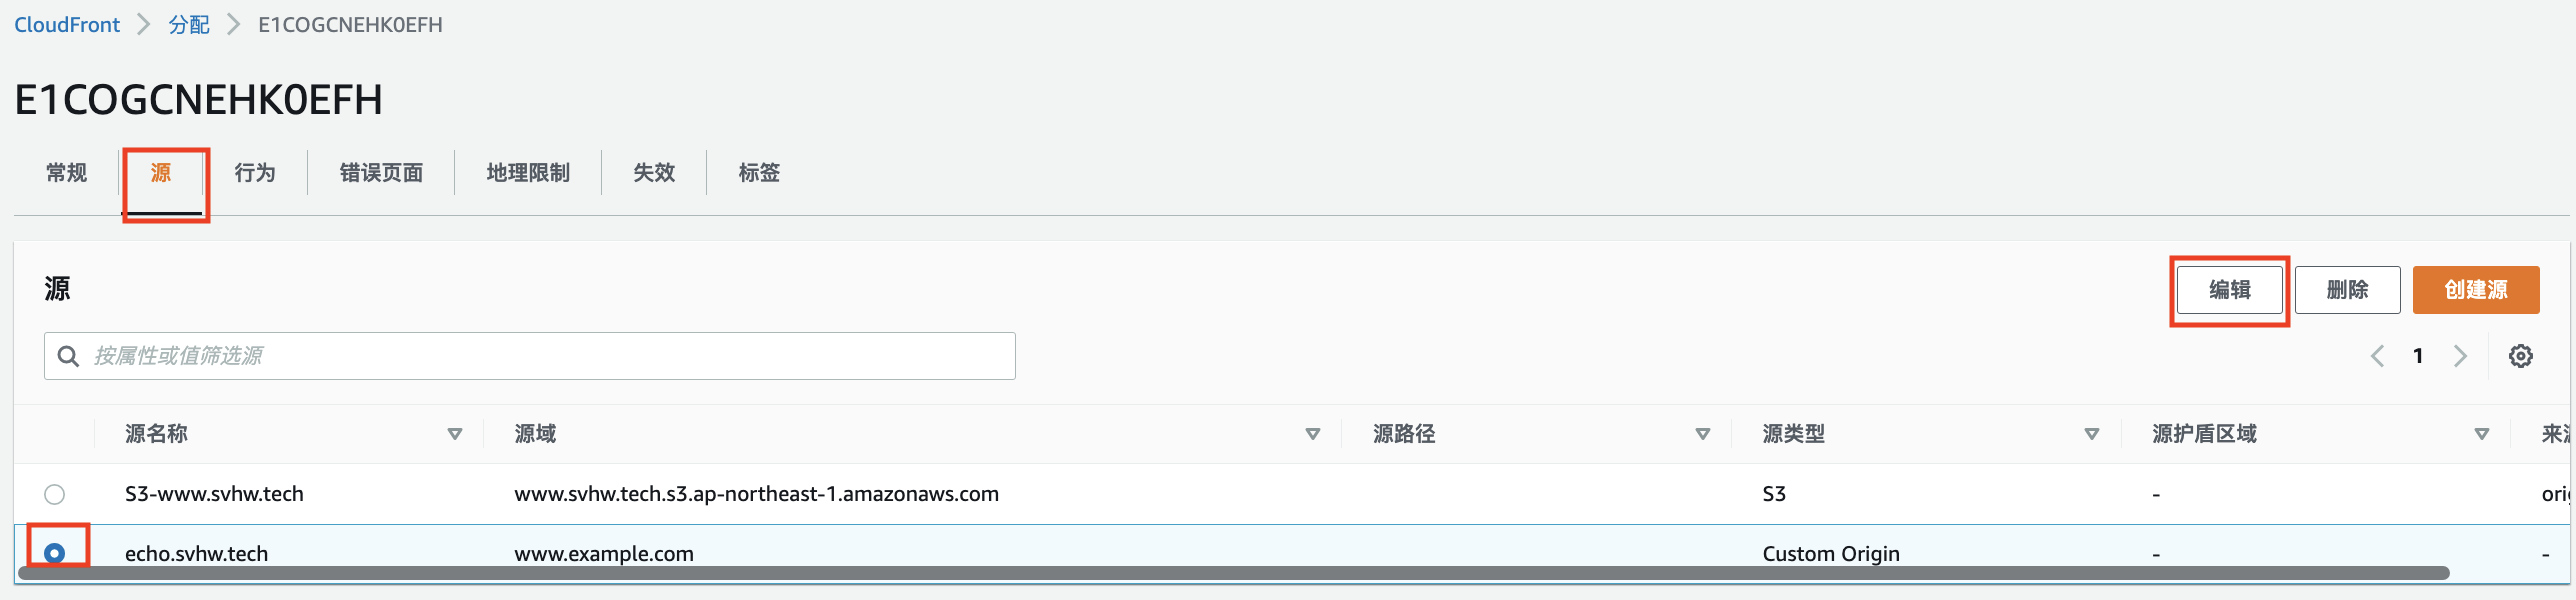 CloudFront 分配 E1COGCNEHK0EFH
E1COGCNEHK0EFH
常规 源 行为 错误页面 地理限制 失效 标签
源 编辑 删除 创建源
按属性或值筛选源 1
源名称 源域 源路径 源类型 源护盾区域
S3-www.svhw.tech www.svhw.tech.s3.ap-northeast-1.amazonaws.com S3 -
echo.svhw.tech www.example.com Custom Origin - -